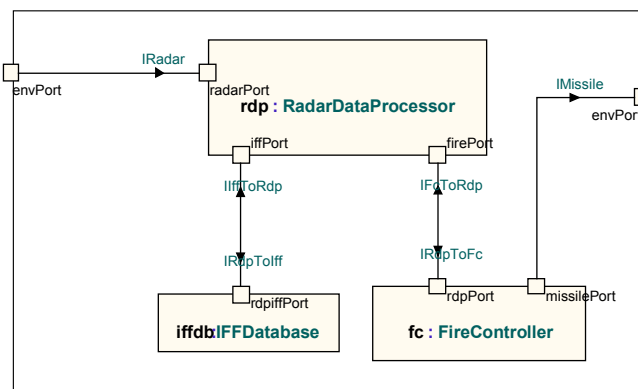 IRadar
IMissile
envPort
radarPort
rdp : RadarDataProcessor
envPort
iffPort
firePort
IIffToRdp
IFcToRdp
IRdpToIff
IRdpToFc
rdpiffPort
rdpPort
missilePort
iffdb:IFFDatabase
fc : FireController